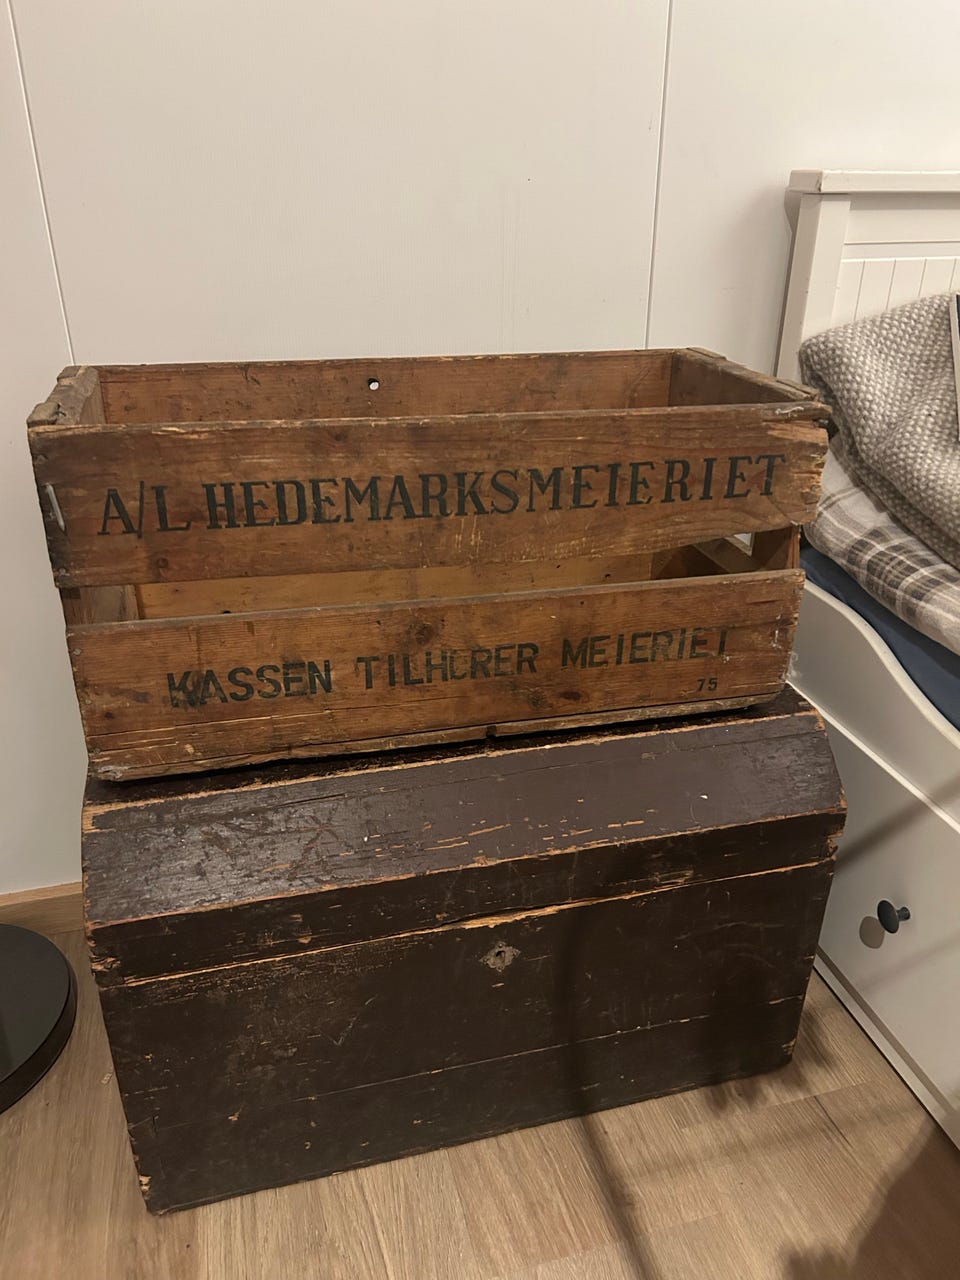 A/L HEDEMARKSMEIERIET
KASSEN TILHØRER MEIERIET
75